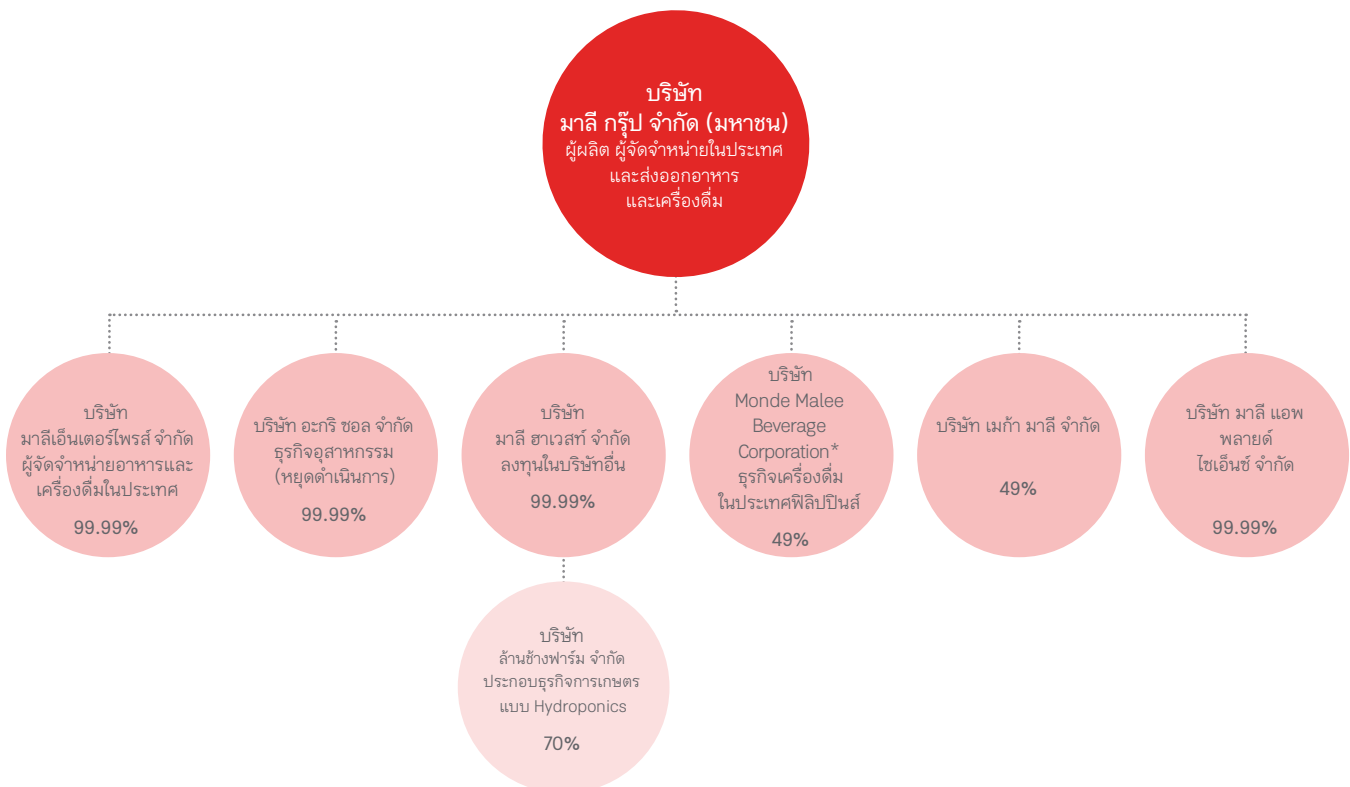 บริษัท
มาลี กรุ๊ป จำกัด (มหาชน)
ผู้ผลิต ผู้จัดจำหน่ายในประเทศ
และส่งออกอาหาร
และเครื่องดื่ม
บริษัท
มาลีเอ็นเตอร์ไพรส์ จำกัด
ผู้จัดจำหน่ายอาหารและ
เครื่องดื่มในประเทศ
99.99%
บริษัท อะกริ ซอล จำกัด
ธุรกิจอุสาหกรรม
(หยุดดำเนินการ)
99.99%
บริษัท
มาลี ฮาเวสท์ จำกัด
ลงทุนในบริษัทอื่น
99.99%
บริษัท
Monde Malee
Beverage
Corporation*
ธุรกิจเครื่องดื่ม
ในประเทศฟิลิปปินส์
49%
บริษัท เมก้า มาลี จำกัด
49%
บริษัท มาลี แอพ
พลายด์
ไซเอ็นซ์ จำกัด
99.99%
บริษัท
ล้านช้างฟาร์ม จำกัด
ประกอบธุรกิจการเกษตร
แบบ Hydroponics
70%